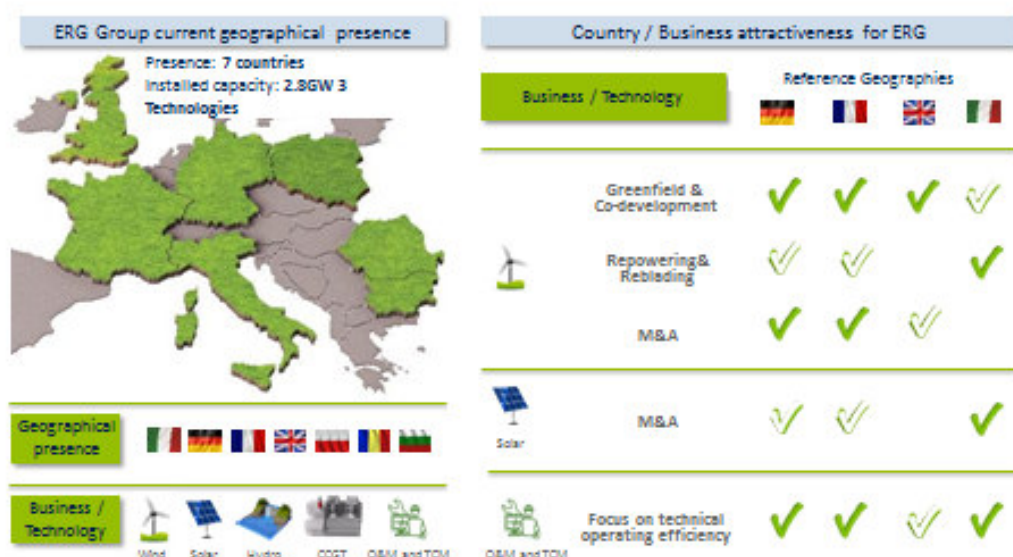 ERG Group current geographical presence
Presence: 7 countries
Installed capacity: 2.8GW 3
Technologies
Geographical
presence
Business /
Technology
Wind
Solar
Hydro
CCGT
O&M and TCM
Country / Business attractiveness for ERG
Business / Technology
Reference Geographies
Greenfield &
Co-development
Repowering&
Reblading
M&A
Solar
M&A
O&M and TCM
Focus on technical
operating efficiency